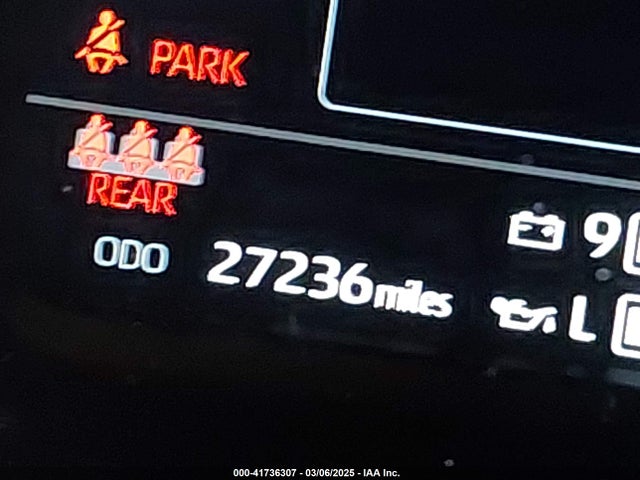 PARK
REAR
ODO 27236 miles
9
L
000-41736307 - 03/06/2025 - IAA Inc.